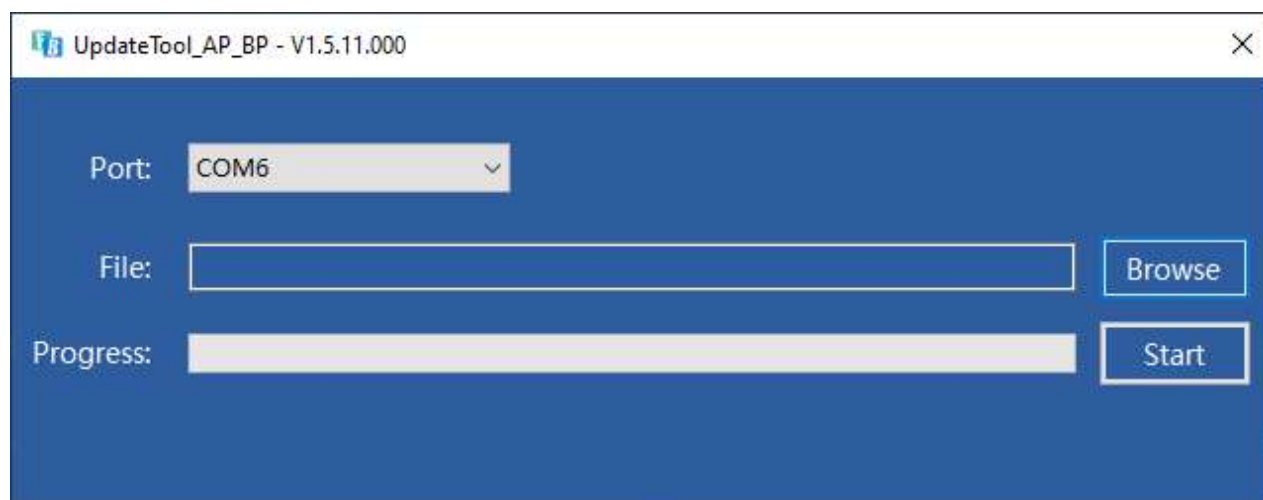 UpdateTool_AP_BP - V1.5.11.000
Port: COM6
File: Browse
Progress: Start